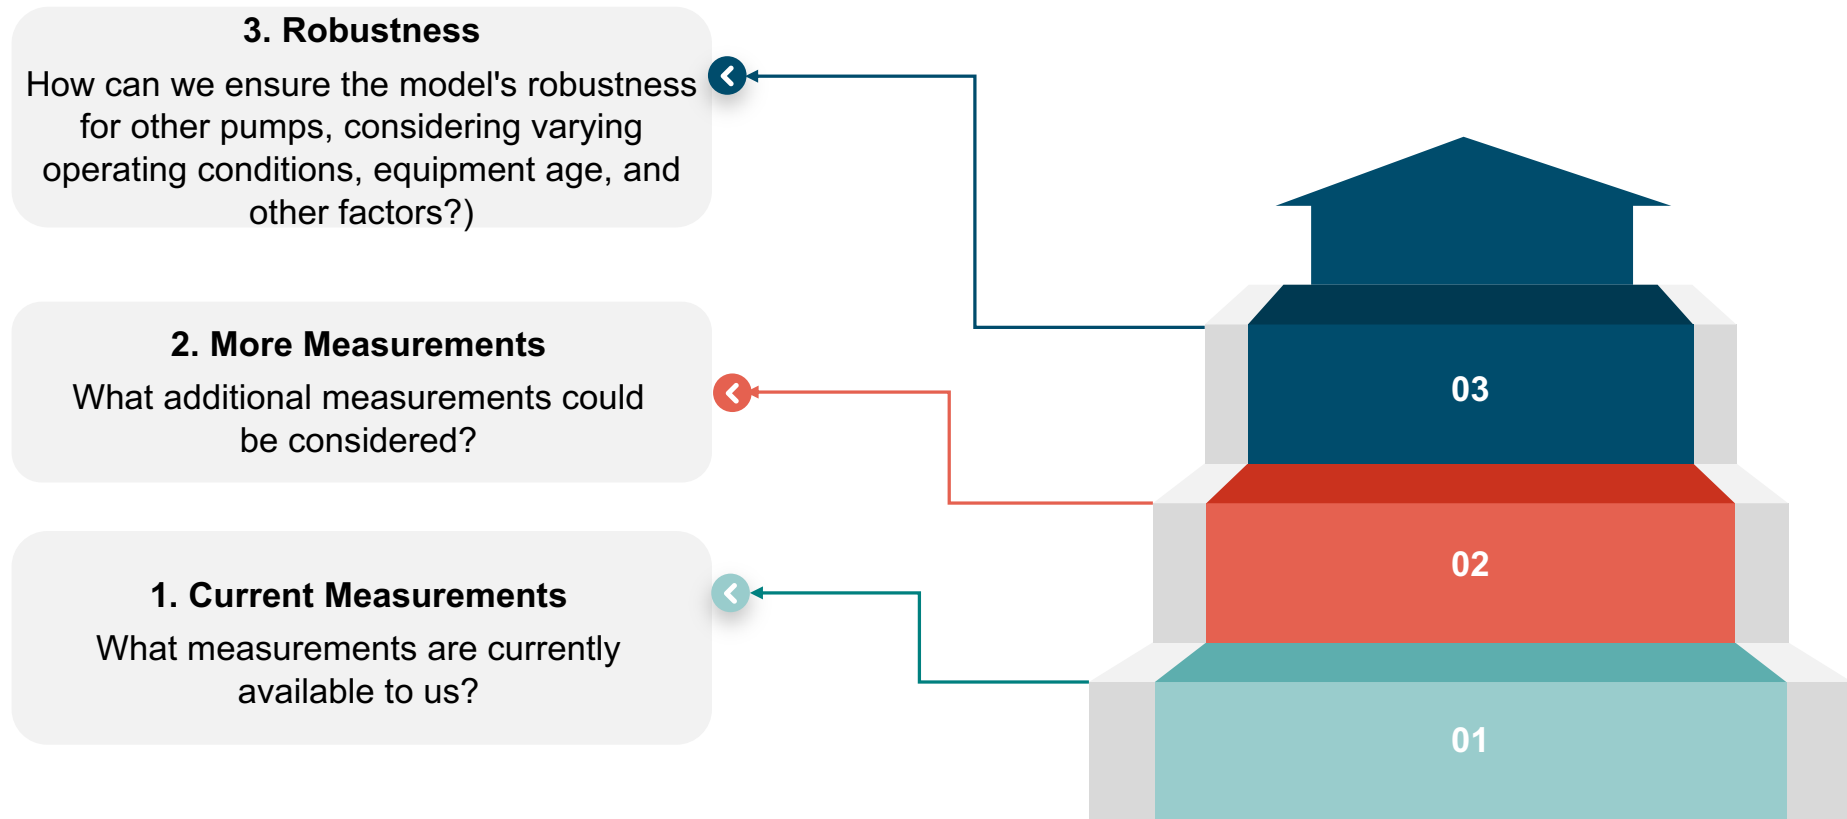 3. Robustness
How can we ensure the model's robustness
for other pumps, considering varying
operating conditions, equipment age, and
other factors?)
2. More Measurements
What additional measurements could
be considered?
1. Current Measurements
What measurements are currently
available to us?
03
02
01